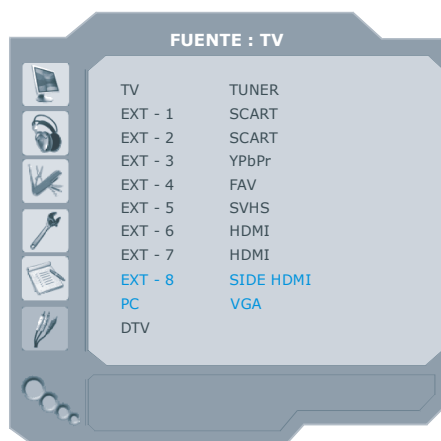 FUENTE : TV
TV TUNER
EXT - 1 SCART
EXT - 2 SCART
EXT - 3 YPbPr
EXT - 4 FAV
EXT - 5 SVHS
EXT - 6 HDMI
EXT - 7 HDMI
EXT - 8 SIDE HDMI
PC VGA
DTV